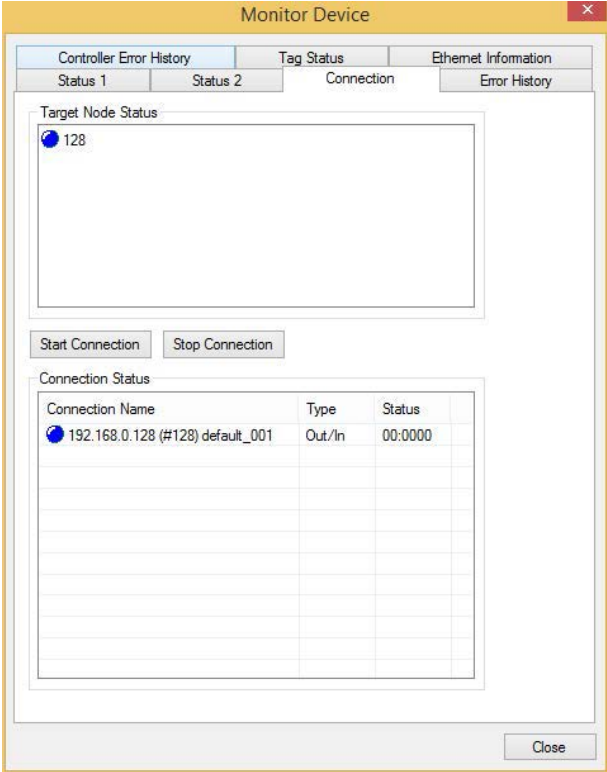 Monitor Device
Controller Error History Tag Status Ethernet Information
Status 1 Status 2 Connection Error History
Target Node Status
128
Start Connection Stop Connection
Connection Status
Connection Name Type Status
192.168.0.128 (#128) default_001 Out/In 00:0000
Close